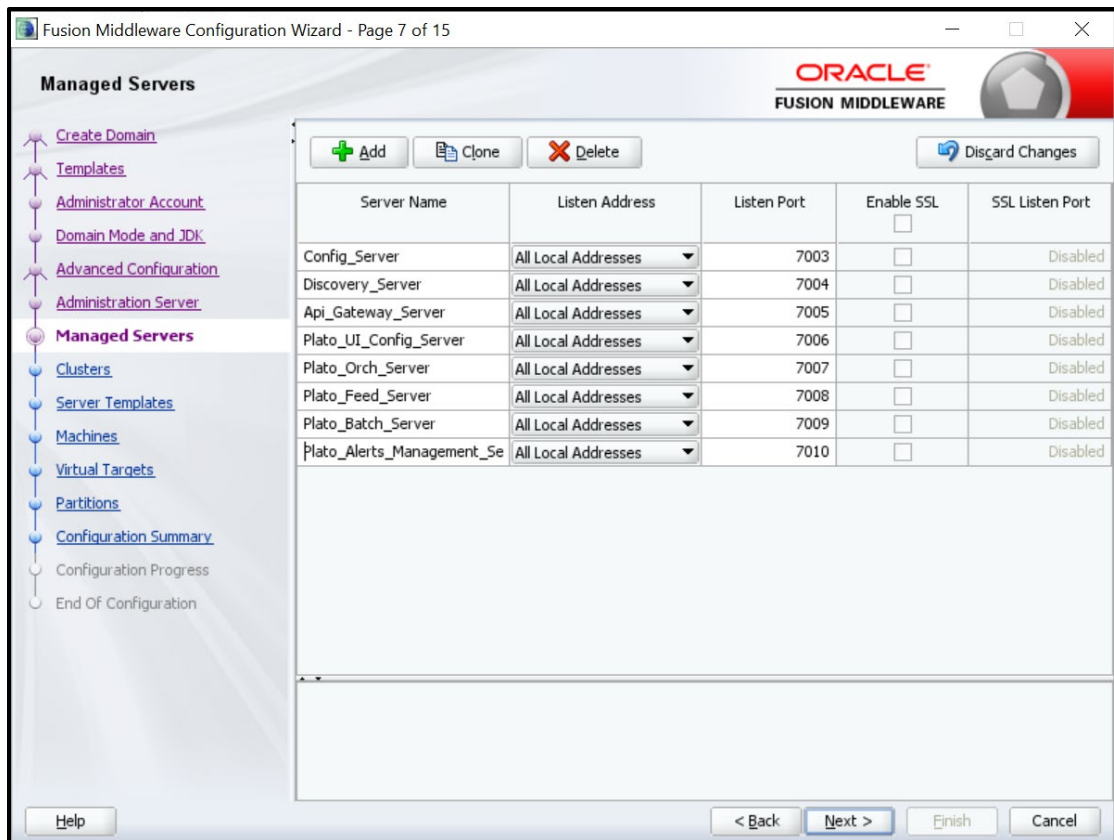 Fusion Middleware Configuration Wizard - Page 7 of 15
Managed Servers
ORACLE
FUSION MIDDLEWARE
Create Domain
Templates
Administrator Account
Domain Mode and JDK
Advanced Configuration
Administration Server
Managed Servers
Clusters
Server Templates
Machines
Virtual Targets
Partitions
Configuration Summary
Configuration Progress
End Of Configuration
Add Clone Delete Discard Changes
Server Name Listen Address Listen Port Enable SSL SSL Listen Port
Config_Server All Local Addresses 7003 Disabled
Discovery_Server All Local Addresses 7004 Disabled
Api_Gateway_Server All Local Addresses 7005 Disabled
Plato_UI_Config_Server All Local Addresses 7006 Disabled
Plato_Orch_Server All Local Addresses 7007 Disabled
Plato_Feed_Server All Local Addresses 7008 Disabled
Plato_Batch_Server All Local Addresses 7009 Disabled
Plato_Alerts_Management_Se All Local Addresses 7010 Disabled
Help < Back Next > Finish Cancel